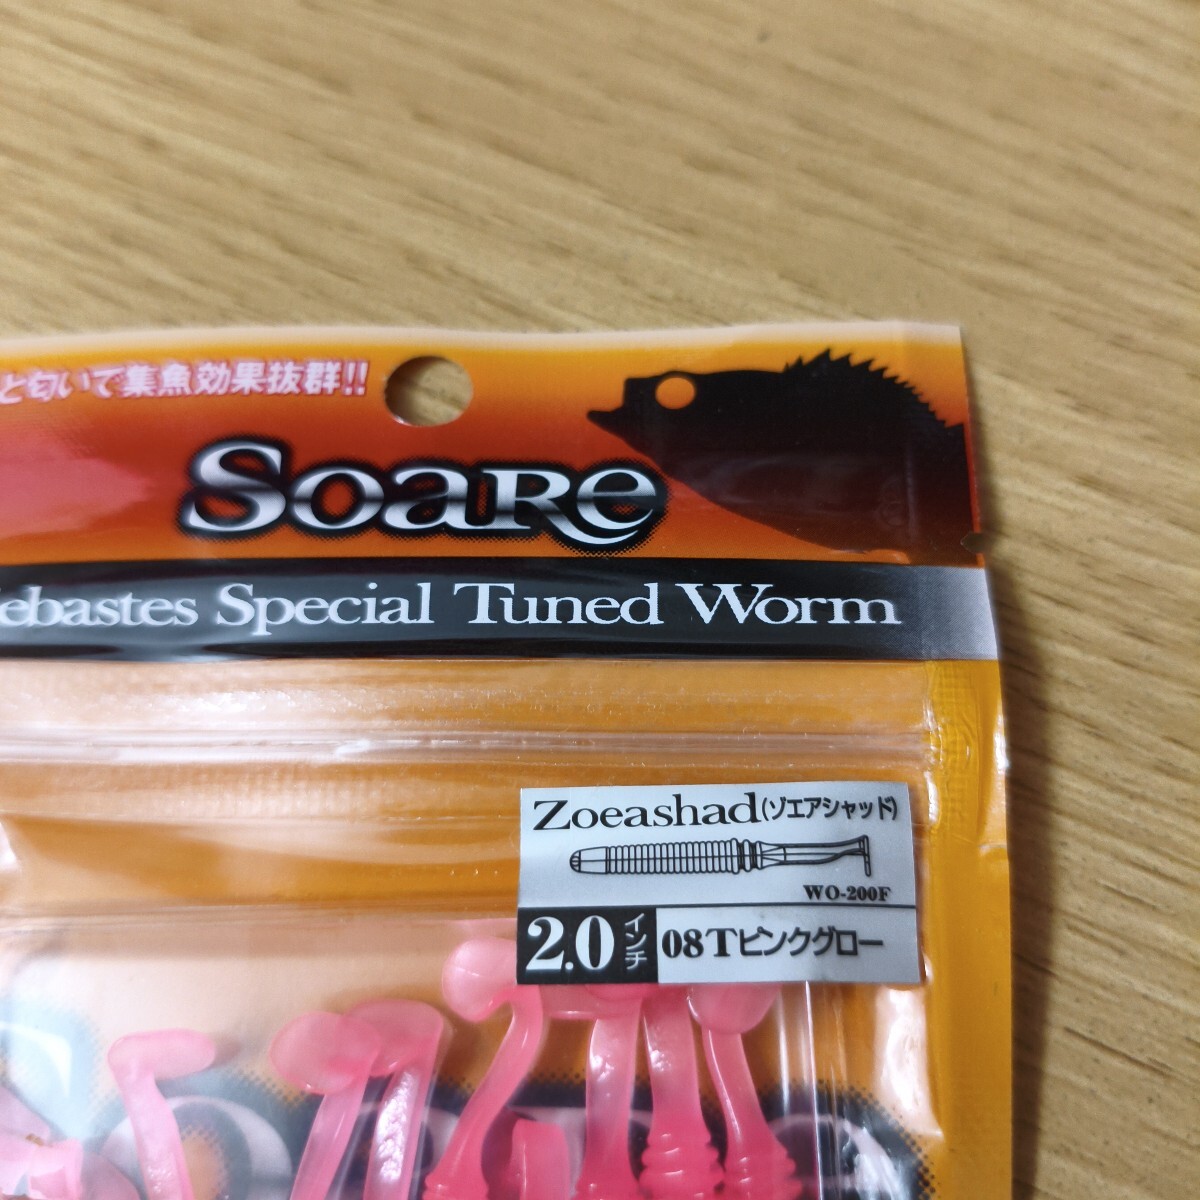 と匂いで集魚効果抜群!!
Soare
ebastes Special Tuned Worm
Zoeashad(ゾエアシャッド)
WO-200F
2.0インチ 08Tピンクグロー